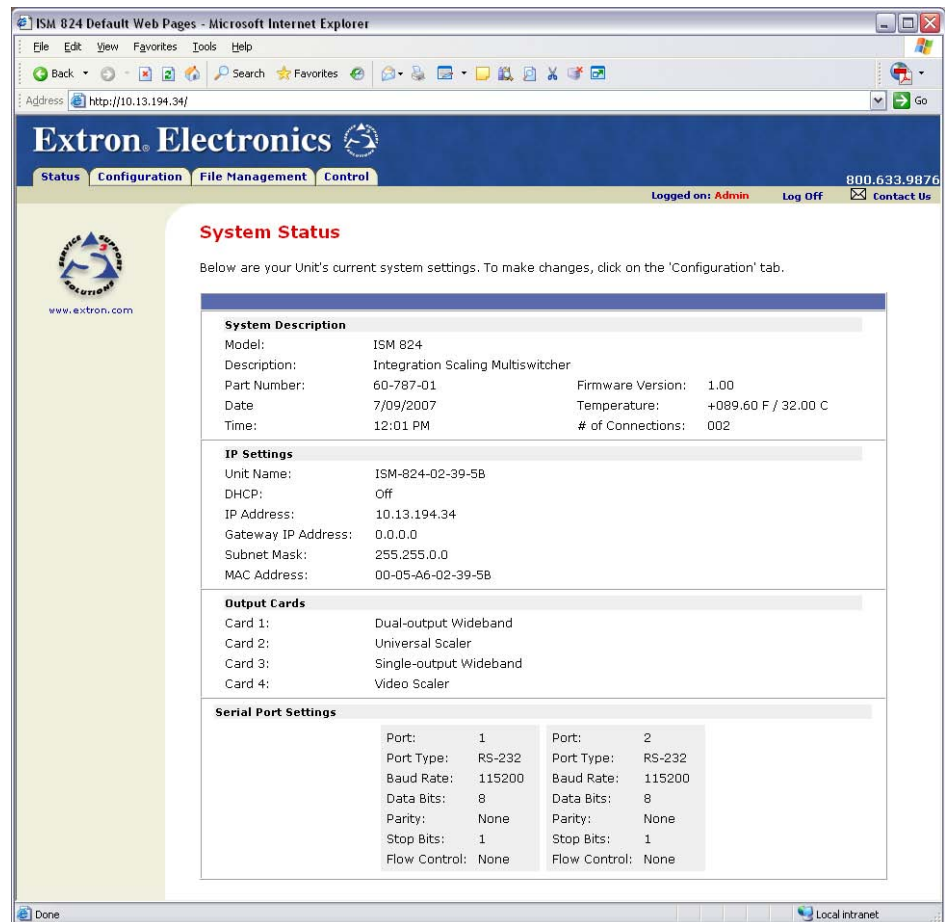 ISM 824 Default Web Pages - Microsoft Internet Explorer
File Edit View Favorites Tools Help
Back Search Favorites
Address http://10.13.194.34/ Go
Extron® Electronics
Status Configuration File Management Control
800.633.9876
Logged on: Admin Log Off Contact Us
SERVICE SUPPORT SOLUTIONS
S3
www.extron.com
System Status
Below are your Unit's current system settings. To make changes, click on the 'Configuration' tab.
System Description
Model: ISM 824
Description: Integration Scaling Multiswitcher
Part Number: 60-787-01 Firmware Version: 1.00
Date 7/09/2007 Temperature: +089.60 F / 32.00 C
Time: 12:01 PM # of Connections: 002
IP Settings
Unit Name: ISM-824-02-39-5B
DHCP: Off
IP Address: 10.13.194.34
Gateway IP Address: 0.0.0.0
Subnet Mask: 255.255.0.0
MAC Address: 00-05-A6-02-39-5B
Output Cards
Card 1: Dual-output Wideband
Card 2: Universal Scaler
Card 3: Single-output Wideband
Card 4: Video Scaler
Serial Port Settings
Port: 1 Port: 2
Port Type: RS-232 Port Type: RS-232
Baud Rate: 115200 Baud Rate: 115200
Data Bits: 8 Data Bits: 8
Parity: None Parity: None
Stop Bits: 1 Stop Bits: 1
Flow Control: None Flow Control: None
Done Local intranet